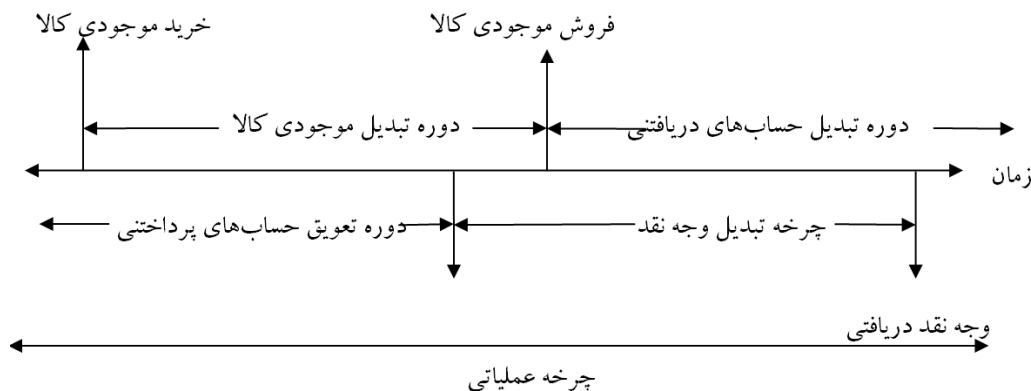 خرید موجودی کالا
فروش موجودی کالا
دوره تبدیل موجودی کالا
دوره تبدیل حساب‌های دریافتنی
زمان
دوره تعویق حساب‌های پرداختنی
چرخه تبدیل وجه نقد
وجه نقد دریافتی
چرخه عملیاتی